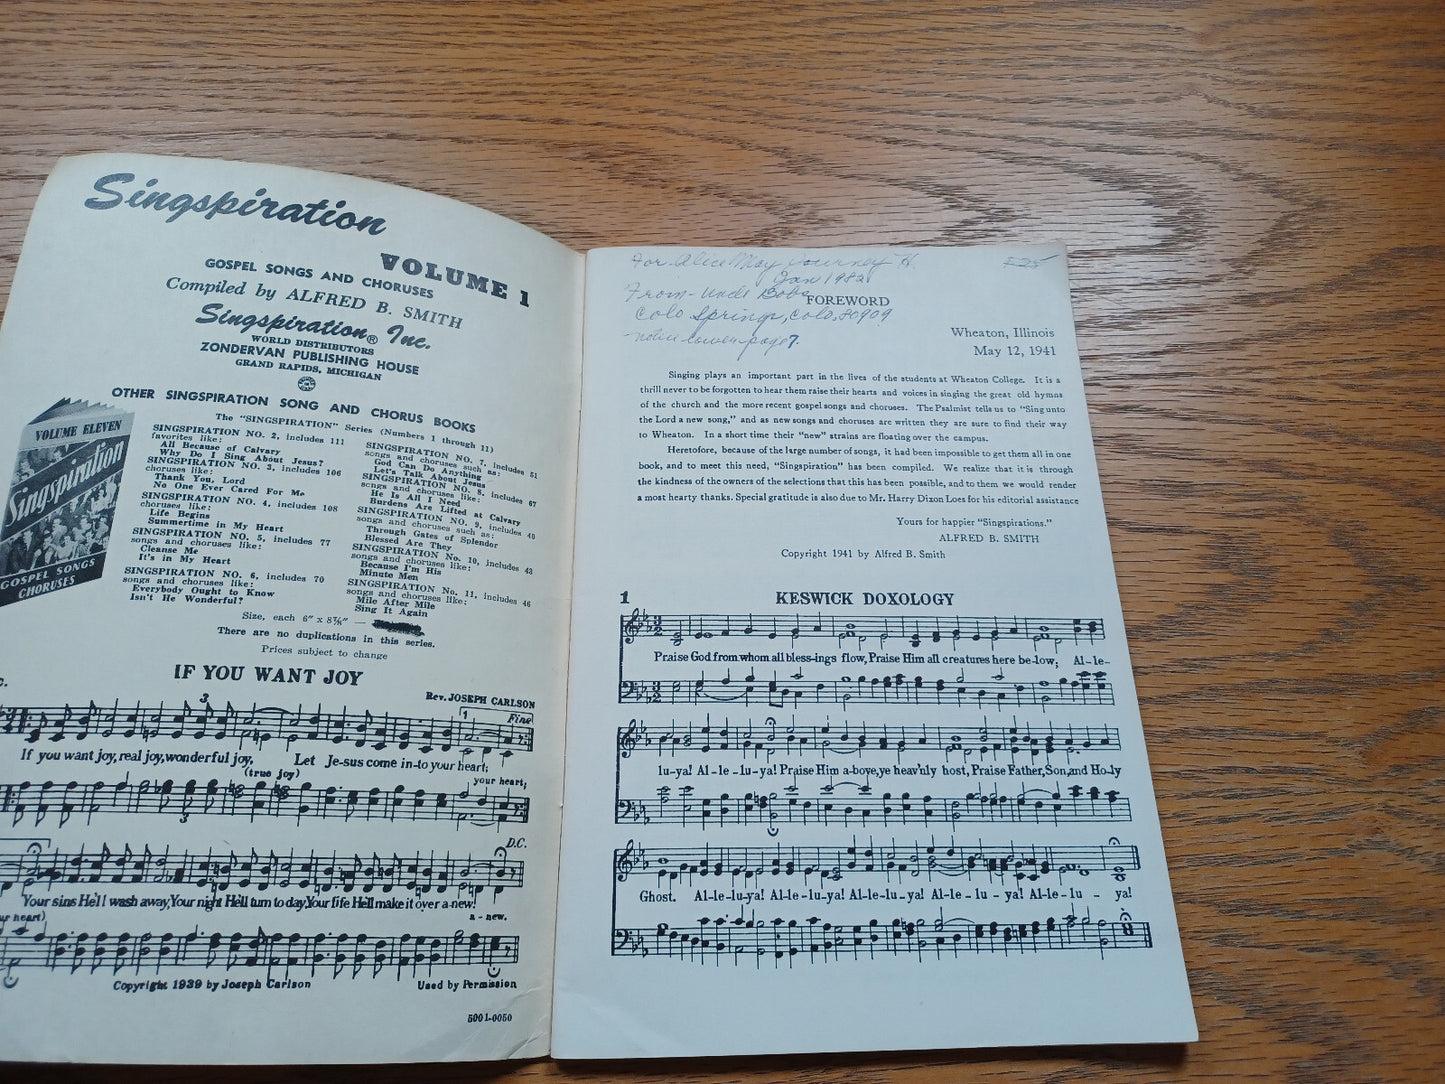 Singspiration
VOLUME 1
GOSPEL SONGS AND CHORUSES
Compiled by ALFRED B. SMITH
Singspiration® Inc.
WORLD DISTRIBUTORS
ZONDERVAN PUBLISHING HOUSE
GRAND RAPIDS, MICHIGAN
OTHER SINGSPIRATION SONG AND CHORUS BOOKS
The "SINGSPIRATION" Series (Numbers 1 through 11)
VOLUME ELEVEN
Singspiration
GOSPEL SONGS
CHORUSES
SINGSPIRATION NO. 2, includes 111
favorites like:
All Because of Calvary
Why Do I Sing About Jesus?
SINGSPIRATION NO. 3, includes 106
choruses like:
Thank You, Lord
No One Ever Cared For Me
SINGSPIRATION NO. 4, includes 108
choruses like:
Life Begins
Summertime in My Heart
SINGSPIRATION NO. 5, includes 77
songs and choruses like:
Cleanse Me
It's in My Heart
SINGSPIRATION NO. 6, includes 70
songs and choruses like:
Everybody Ought to Know
Isn't He Wonderful?
SINGSPIRATION NO. 7, includes 51
songs and choruses such as:
God Can Do Anything
Let's Talk About Jesus
SINGSPIRATION NO. 8, includes 67
songs and choruses like:
He Is All I Need
Burdens Are Lifted at Calvary
SINGSPIRATION NO. 9, includes 40
songs and choruses such as:
Through Gates of Splendor
Blessed Are They
SINGSPIRATION No. 10, includes 43
songs and choruses like:
Because I'm His
Minute Men
SINGSPIRATION NO. 11, includes 46
songs and choruses like:
Mile After Mile
Sing It Again
Size, each 6" x 8⅞" —
There are no duplications in this series.
Prices subject to change
IF YOU WANT JOY
Rev. JOSEPH CARLSON
3
1
Fine
If you want joy, real joy, wonderful joy, Let Je-sus come in-to your heart;
(true joy) your heart;
3
D.C.
Your sins He'll wash away, Your night He'll turn to day, Your life He'll make it over a-new.
heart) a - new.
Copyright 1939 by Joseph Carlson Used by Permission
5001-0050
For Alice May Journey H.
Jan 1982
From - Uncle Bobs
Colo Springs, Colo, 80909
notice lower page 7.
FOREWORD
Wheaton, Illinois
May 12, 1941
Singing plays an important part in the lives of the students at Wheaton College. It is a
thrill never to be forgotten to hear them raise their hearts and voices in singing the great old hymns
of the church and the more recent gospel songs and choruses. The Psalmist tells us to "Sing unto
the Lord a new song," and as new songs and choruses are written they are sure to find their way
to Wheaton. In a short time their "new" strains are floating over the campus.
Heretofore, because of the large number of songs, it had been impossible to get them all in one
book, and to meet this need, "Singspiration" has been compiled. We realize that it is through
the kindness of the owners of the selections that this has been possible, and to them we would render
a most hearty thanks. Special gratitude is also due to Mr. Harry Dixon Loes for his editorial assistance
Yours for happier "Singspirations."
ALFRED B. SMITH
Copyright 1941 by Alfred B. Smith
1 KESWICK DOXOLOGY
Praise God from whom all bless-ings flow, Praise Him all creatures here be-low; Al-le-
lu-ya! Al-le-lu-ya! Praise Him a-bove, ye heav'nly host, Praise Father, Son, and Ho-ly
Ghost. Al-le-lu-ya! Al-le-lu-ya! Al-le-lu-ya! Al-le - lu - ya! Al-le-lu - ya!